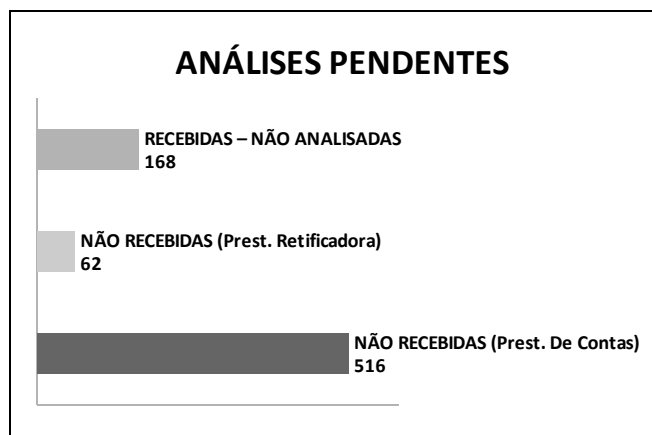 ANÁLISES PENDENTES
RECEBIDAS – NÃO ANALISADAS
168
NÃO RECEBIDAS (Prest. Retificadora)
62
NÃO RECEBIDAS (Prest. De Contas)
516